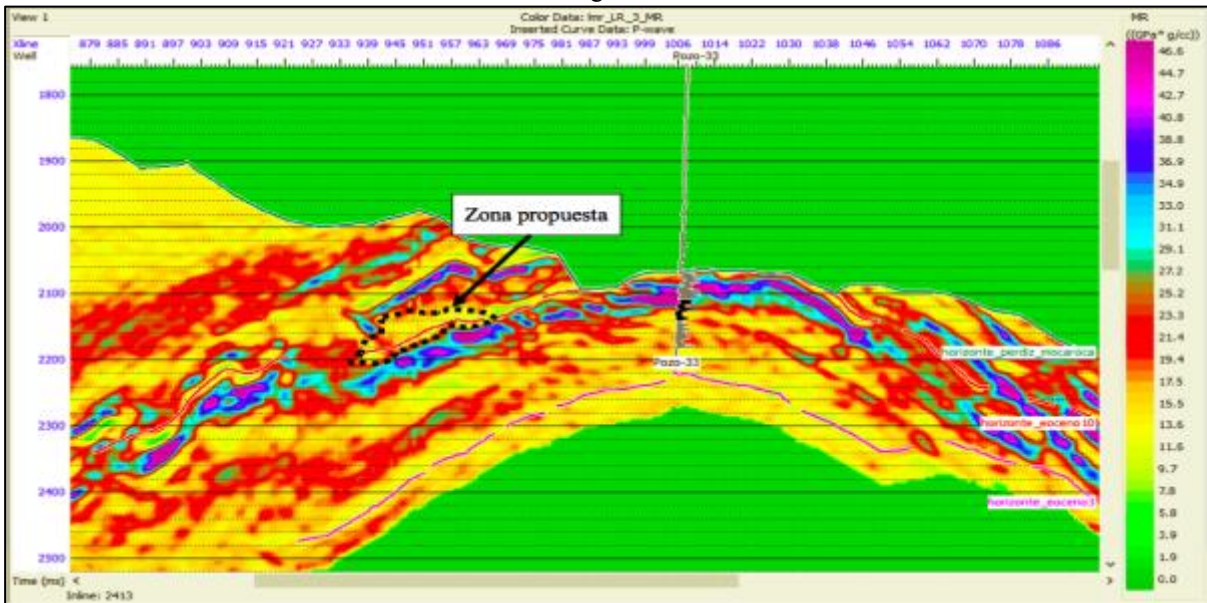 View 1
Color Data: lmr_LR_3_MR
Inserted Curve Data: P-wave
MR
((GPa* g/cc))
Xline 879 885 891 897 903 909 915 921 927 933 939 945 951 957 963 969 975 981 987 993 999 1006 1014 1022 1030 1038 1046 1054 1062 1070 1078 1086
Well Pozo-33
46.6
44.7
42.7
40.8
38.8
36.9
34.9
33.0
31.1
29.1
27.2
25.2
23.3
21.4
19.4
17.5
15.5
13.6
11.6
9.7
7.8
5.8
3.9
1.9
0.0
1800
1900
2000
2100
2200
2300
2400
2500
Zona propuesta
Pozo-33
horizonte_perdiz_mocarroca
horizonte_eoceno10
horizonte_eoceno3
Time (ms)
Inline: 2413